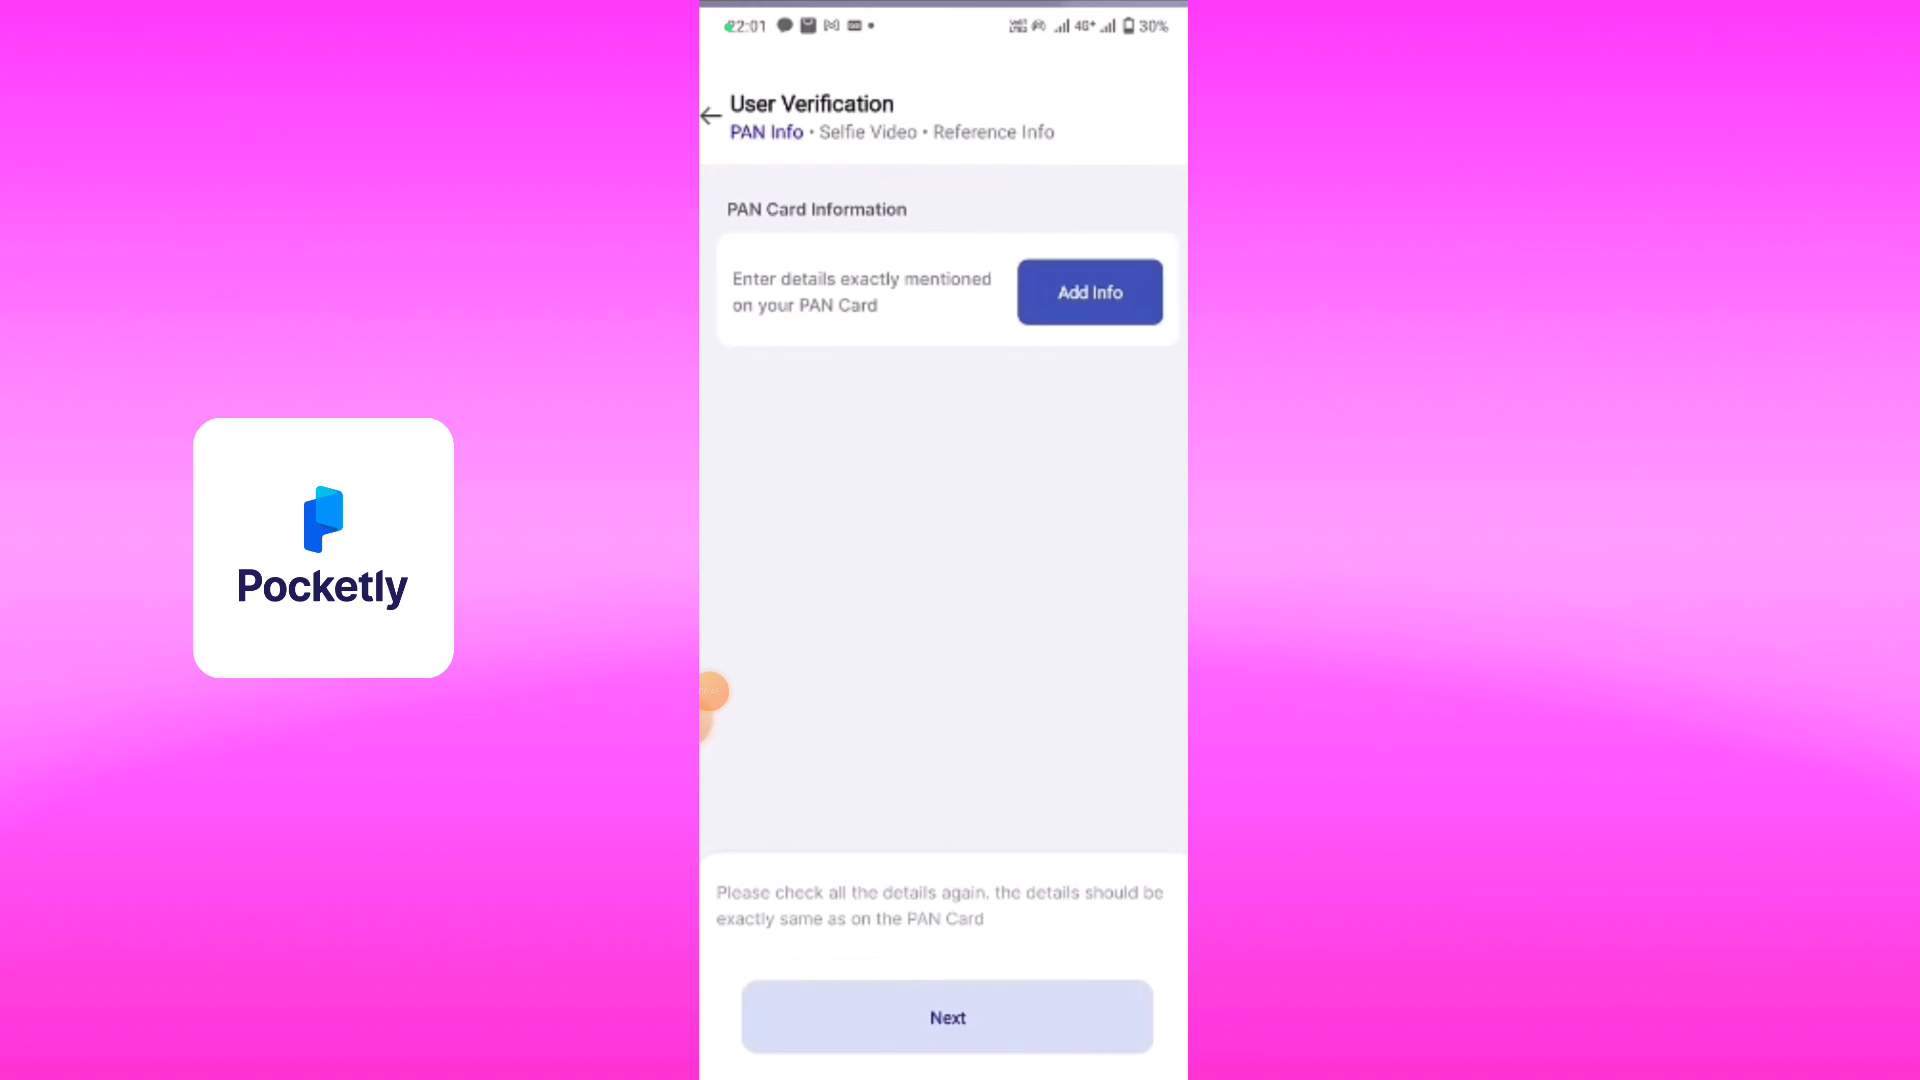 22:01
4G+
30%
User Verification
PAN Info • Selfie Video • Reference Info
PAN Card Information
Enter details exactly mentioned
on your PAN Card
Add Info
Pocketly
Please check all the details again. the details should be
exactly same as on the PAN Card
Next